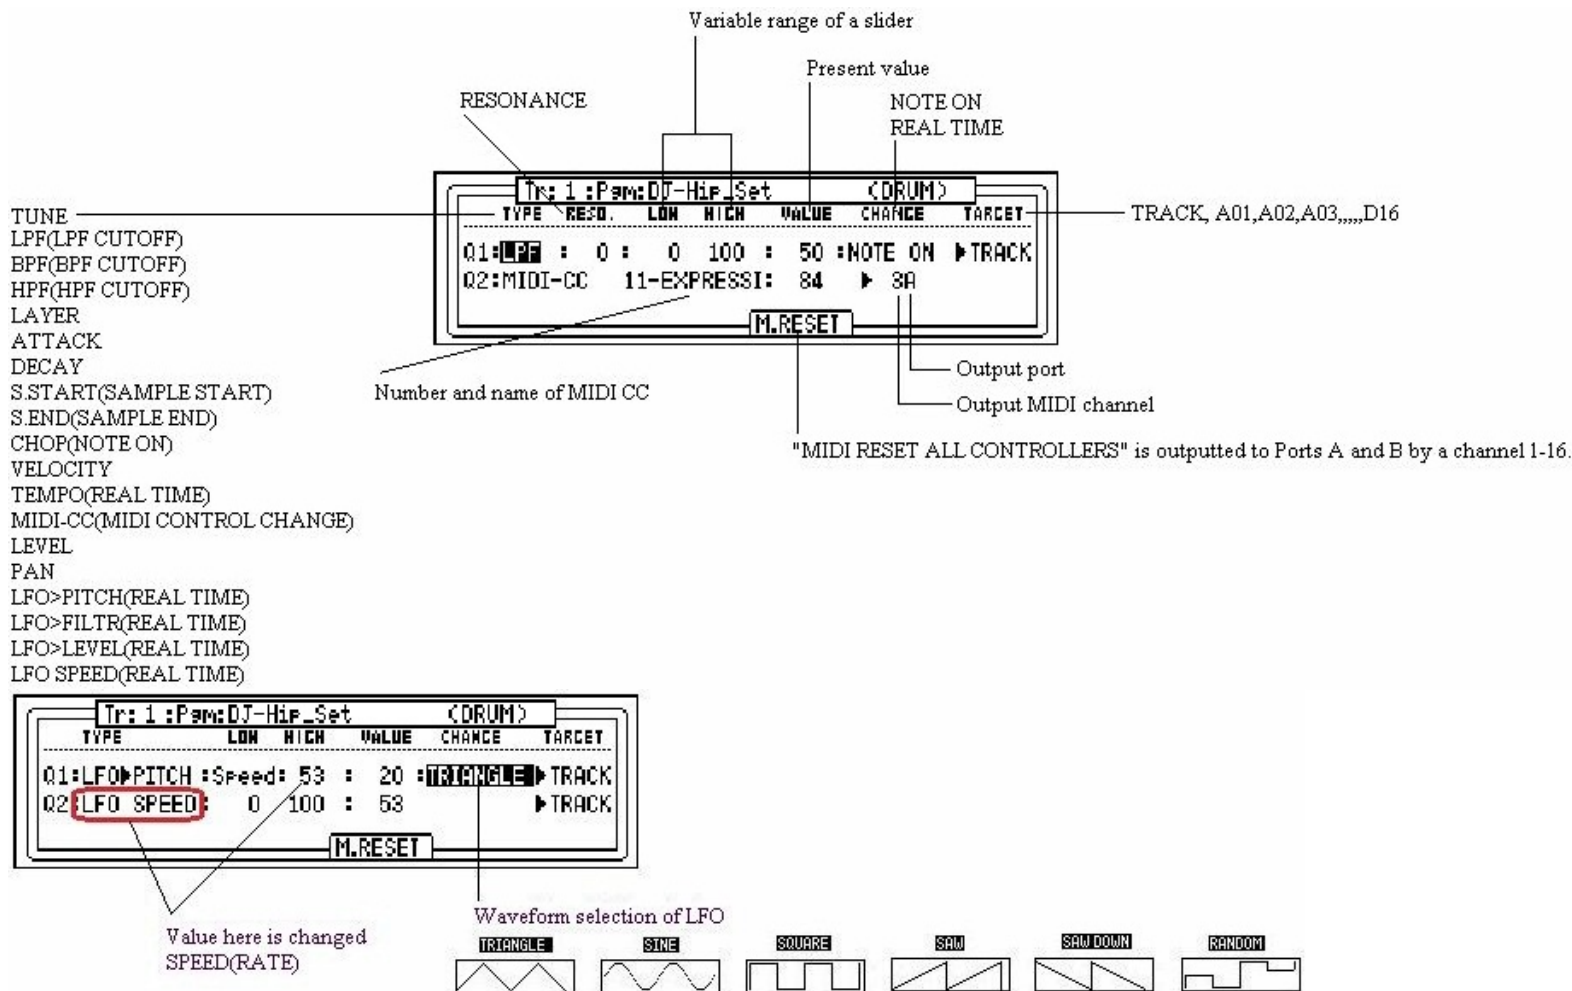 Variable range of a slider
Present value
RESONANCE
NOTE ON
REAL TIME
Tr: 1 :Pgm:DJ-Hip_Set (DRUM)
TYPE RESO. LOW HIGH VALUE CHANGE TARGET
Q1:LPF : 0 : 0 100 : 50 :NOTE ON ▶TRACK
Q2:MIDI-CC 11-EXPRESSI: 84 ▶ 3A
M.RESET
TRACK, A01,A02,A03,,,,,D16
TUNE
LPF(LPF CUTOFF)
BPF(BPF CUTOFF)
HPF(HPF CUTOFF)
LAYER
ATTACK
DECAY
S.START(SAMPLE START)
S.END(SAMPLE END)
CHOP(NOTE ON)
VELOCITY
TEMPO(REAL TIME)
MIDI-CC(MIDI CONTROL CHANGE)
LEVEL
PAN
LFO>PITCH(REAL TIME)
LFO>FILTR(REAL TIME)
LFO>LEVEL(REAL TIME)
LFO SPEED(REAL TIME)
Number and name of MIDI CC
Output port
Output MIDI channel
"MIDI RESET ALL CONTROLLERS" is outputted to Ports A and B by a channel 1-16.
Tr: 1 :Pgm:DJ-Hip_Set (DRUM)
TYPE LOW HIGH VALUE CHANGE TARGET
Q1:LFO▶PITCH :Speed: 53 : 20 :TRIANGLE ▶TRACK
Q2:LFO SPEED: 0 100 : 53 ▶TRACK
M.RESET
Value here is changed
SPEED(RATE)
Waveform selection of LFO
TRIANGLE SINE SQUARE SAW SAW DOWN RANDOM